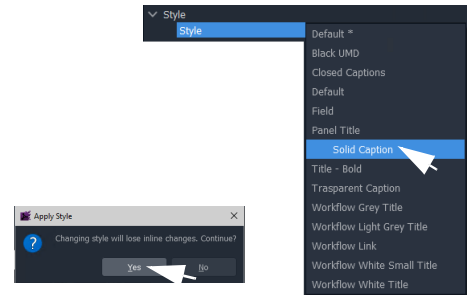 Style
Style
Default *
Black UMD
Closed Captions
Default
Field
Panel Title
Solid Caption
Title - Bold
Trasparent Caption
Workflow Grey Title
Workflow Light Grey Title
Workflow Link
Workflow White Small Title
Workflow White Title
Apply Style
Changing style will lose inline changes. Continue?
Yes
No